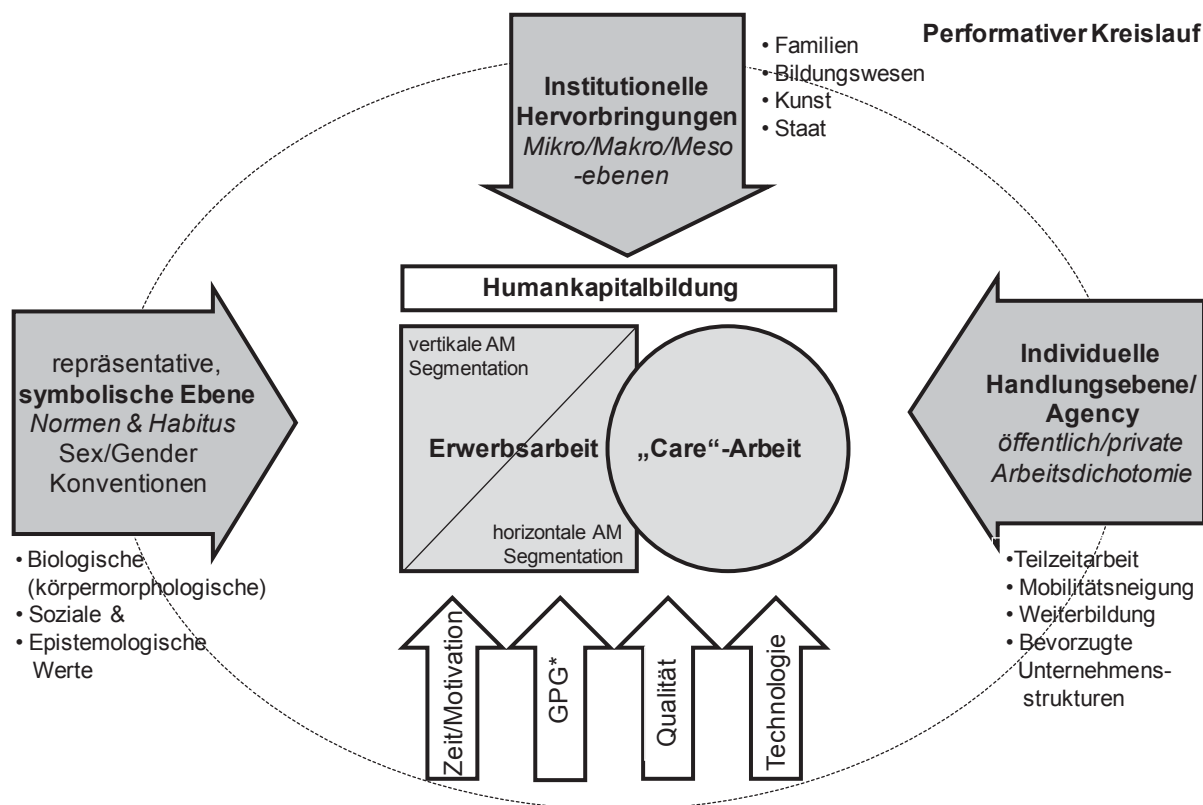 Performativer Kreislauf
Institutionelle
Hervorbringungen
Mikro/Makro/Meso
-ebenen
• Familien
• Bildungswesen
• Kunst
• Staat
Humankapitalbildung
repräsentative,
symbolische Ebene
Normen & Habitus
Sex/Gender
Konventionen
• Biologische
(körpermorphologische)
• Soziale &
• Epistemologische
Werte
vertikale AM
Segmentation
Erwerbsarbeit
horizontale AM
Segmentation
„Care"-Arbeit
Individuelle
Handlungsebene/
Agency
öffentlich/private
Arbeitsdichotomie
•Teilzeitarbeit
• Mobilitätsneigung
• Weiterbildung
• Bevorzugte
Unternehmens-
strukturen
Zeit/Motivation
GPG*
Qualität
Technologie